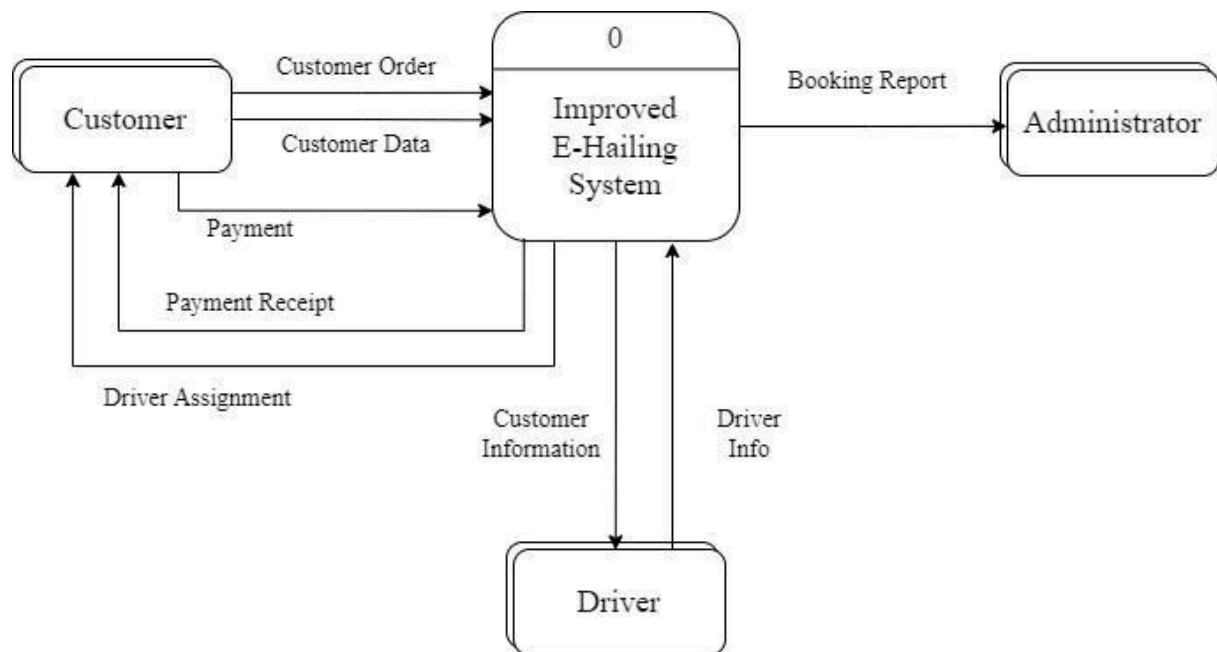 0
Customer Order
Booking Report
Customer
Improved
E-Hailing
System
Administrator
Customer Data
Payment
Payment Receipt
Driver Assignment
Customer
Information
Driver
Info
Driver